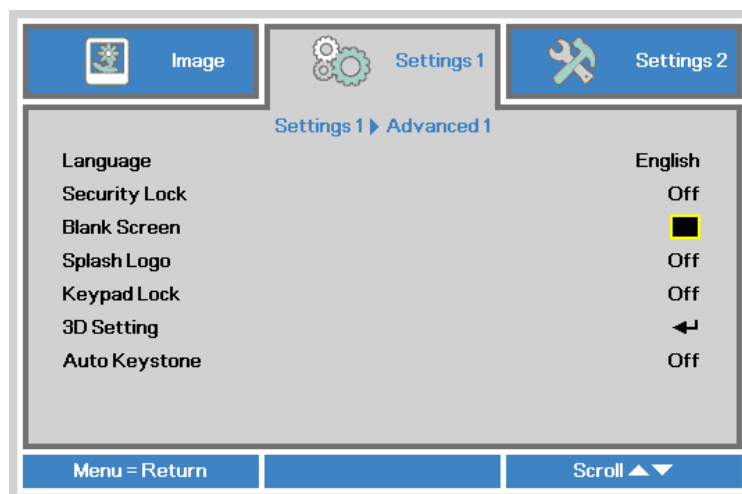 Image
Settings 1
Settings 2
Settings 1 ▶ Advanced 1
Language English
Security Lock Off
Blank Screen
Splash Logo Off
Keypad Lock Off
3D Setting
Auto Keystone Off
Menu = Return
Scroll ▲▼